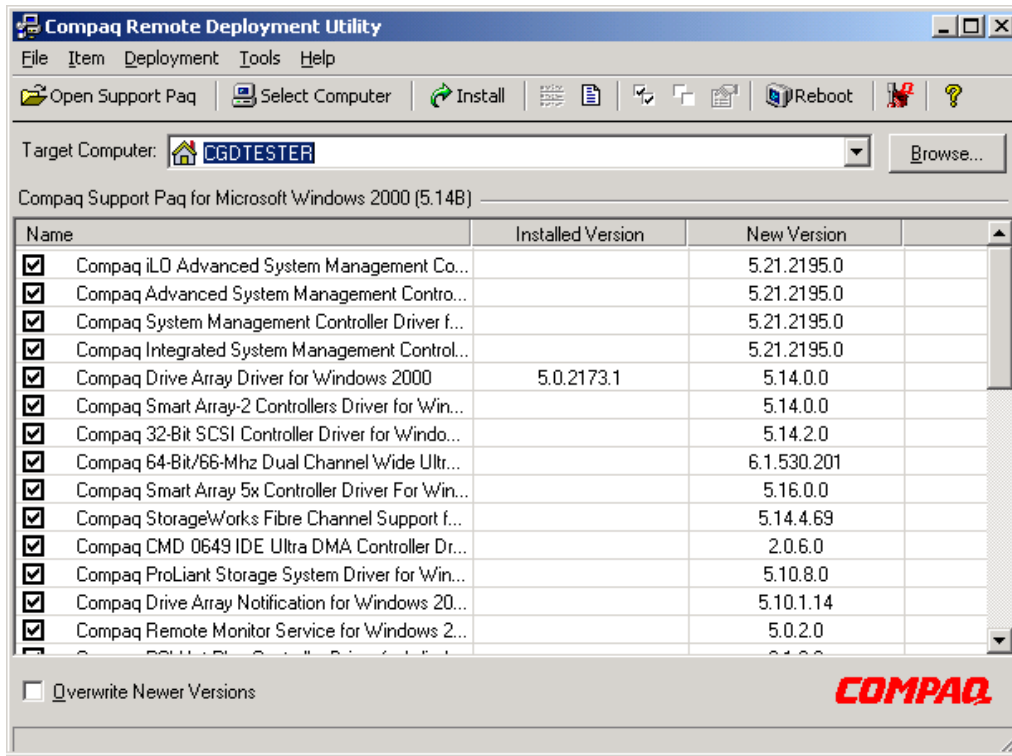 Compaq Remote Deployment Utility
File Item Deployment Tools Help
Open Support Paq Select Computer Install Reboot
Target Computer: CGDTESTER Browse...
Compaq Support Paq for Microsoft Windows 2000 (5.14B)
Name Installed Version New Version
Compaq iLO Advanced System Management Co... 5.21.2195.0
Compaq Advanced System Management Contro... 5.21.2195.0
Compaq System Management Controller Driver f... 5.21.2195.0
Compaq Integrated System Management Control... 5.21.2195.0
Compaq Drive Array Driver for Windows 2000 5.0.2173.1 5.14.0.0
Compaq Smart Array-2 Controllers Driver for Win... 5.14.0.0
Compaq 32-Bit SCSI Controller Driver for Windo... 5.14.2.0
Compaq 64-Bit/66-Mhz Dual Channel Wide Ultr... 6.1.530.201
Compaq Smart Array 5x Controller Driver For Win... 5.16.0.0
Compaq StorageWorks Fibre Channel Support f... 5.14.4.69
Compaq CMD 0649 IDE Ultra DMA Controller Dr... 2.0.6.0
Compaq ProLiant Storage System Driver for Win... 5.10.8.0
Compaq Drive Array Notification for Windows 20... 5.10.1.14
Compaq Remote Monitor Service for Windows 2... 5.0.2.0
Overwrite Newer Versions
COMPAQ